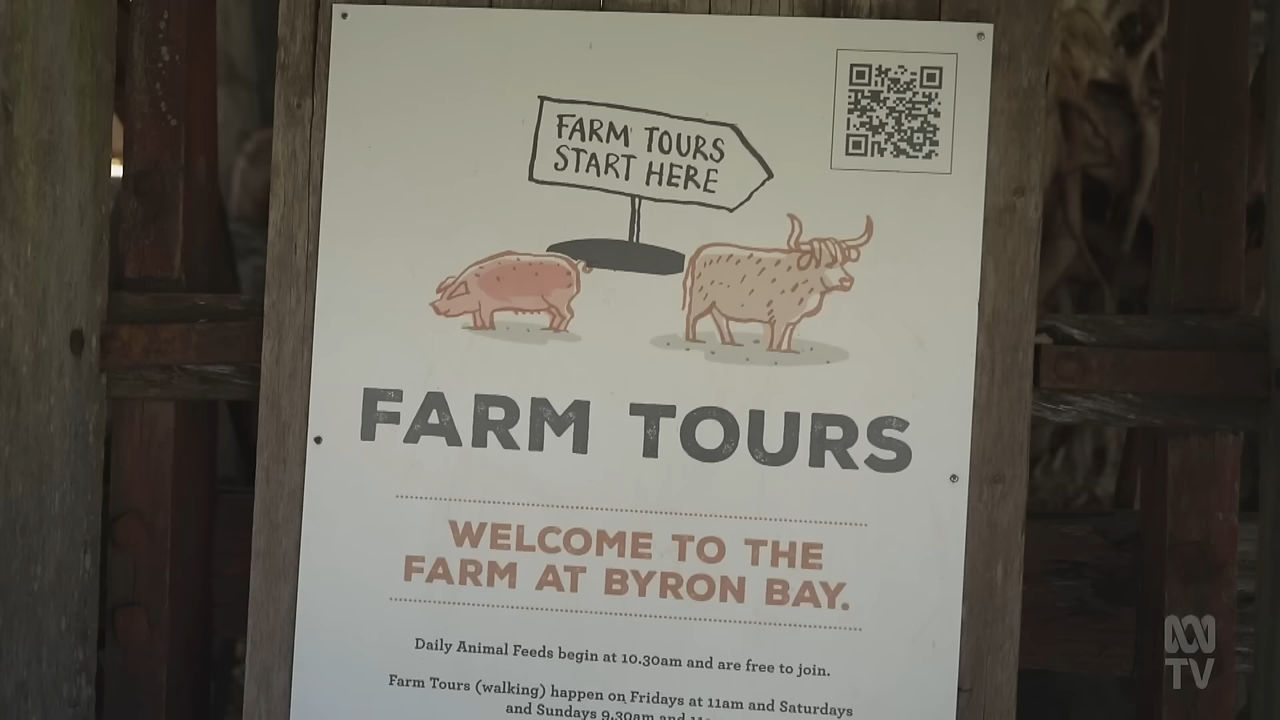 FARM TOURS
START HERE
FARM TOURS
WELCOME TO THE
FARM AT BYRON BAY.
Daily Animal Feeds begin at 10.30am and are free to join.
Farm Tours (walking) happen on Fridays at 11am and Saturdays
and Sundays 9.30am and
TV